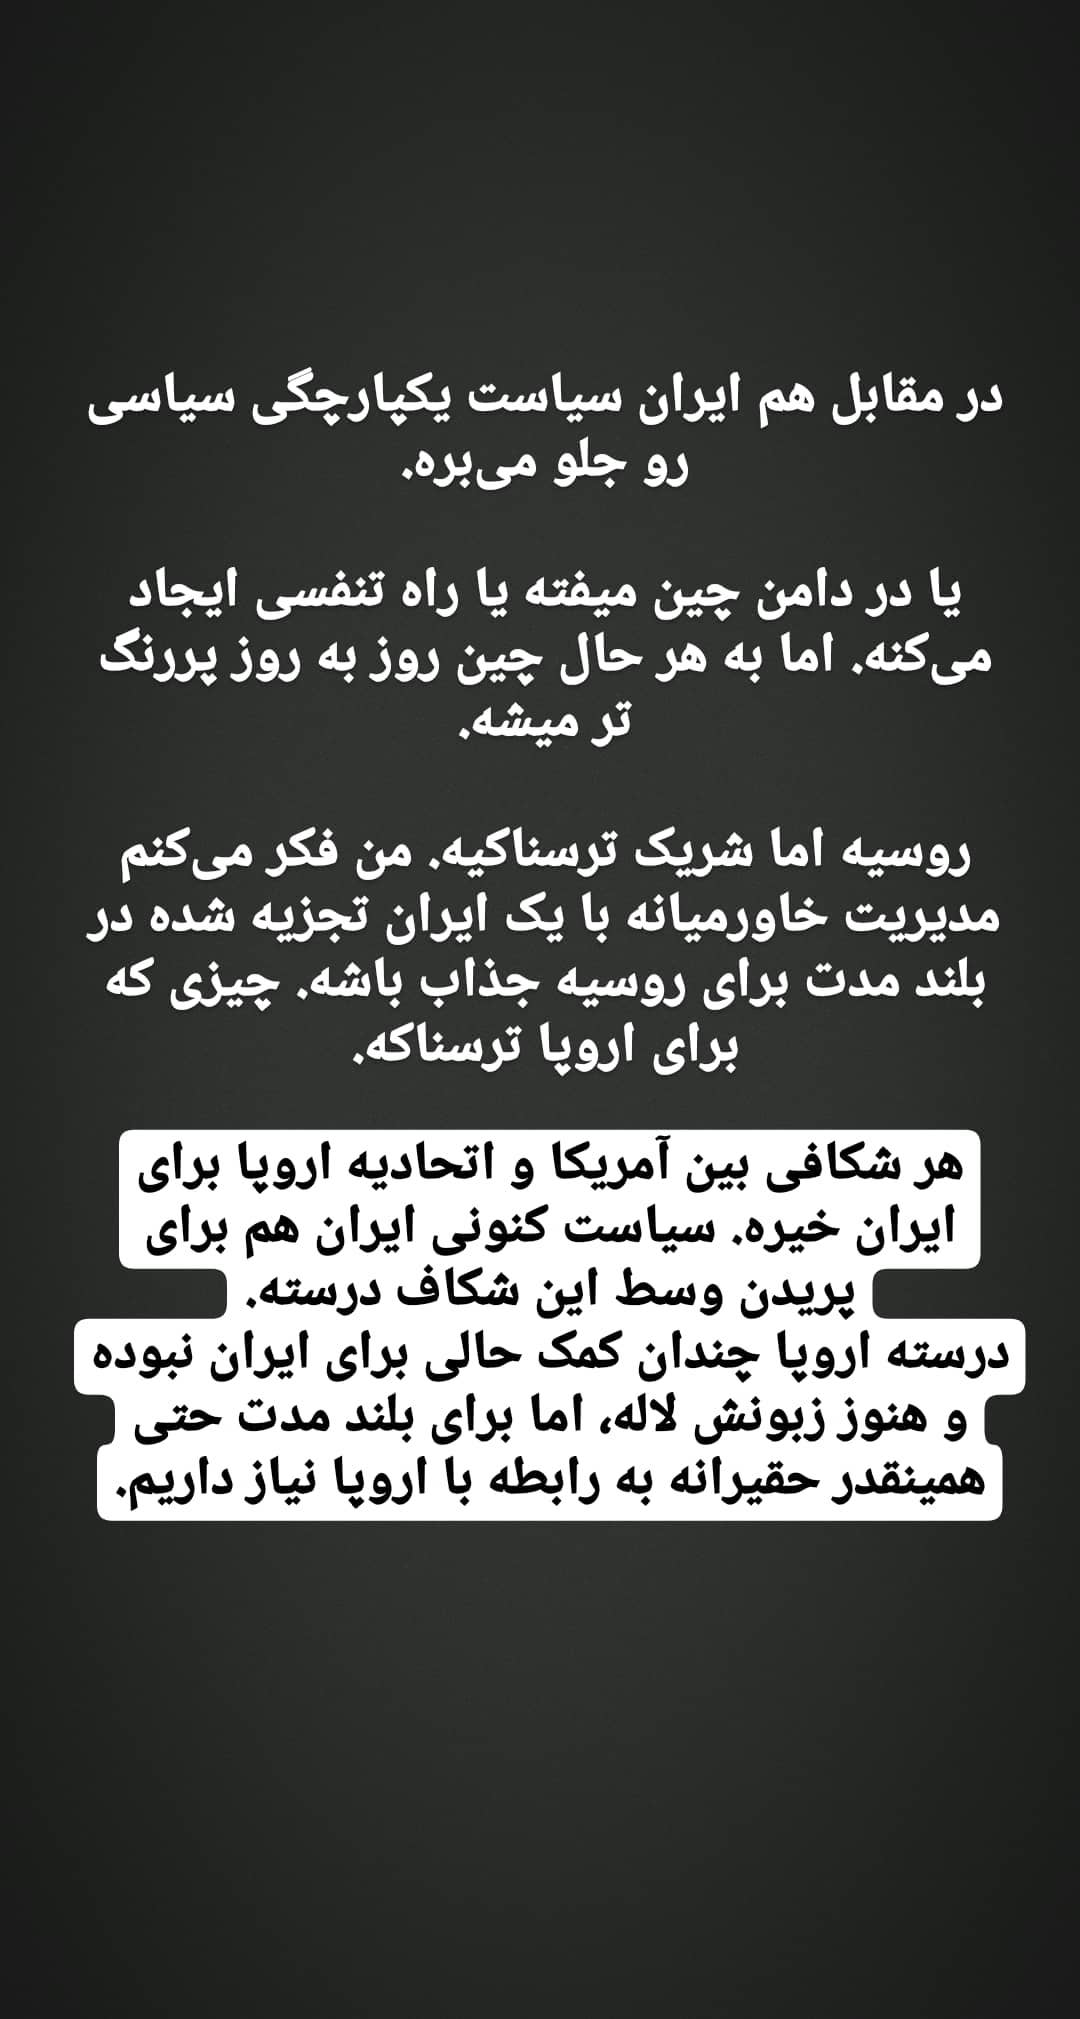 در مقابل هم ایران سیاست یکپارچگی سیاسی
رو جلو می‌بره.
یا در دامن چین میفته یا راه تنفسی ایجاد
می‌کنه. اما به هر حال چین روز به روز پررنگ
تر میشه.
روسیه اما شریک ترسناکیه. من فکر می‌کنم
مدیریت خاورمیانه با یک ایران تجزیه شده در
بلند مدت برای روسیه جذاب باشه. چیزی که
برای اروپا ترسناکه.
هر شکافی بین آمریکا و اتحادیه اروپا برای
ایران خیره. سیاست کنونی ایران هم برای
پریدن وسط این شکاف درسته.
درسته اروپا چندان کمک حالی برای ایران نبوده
و هنوز زبونش لاله، اما برای بلند مدت حتی
همینقدر حقیرانه به رابطه با اروپا نیاز داریم.